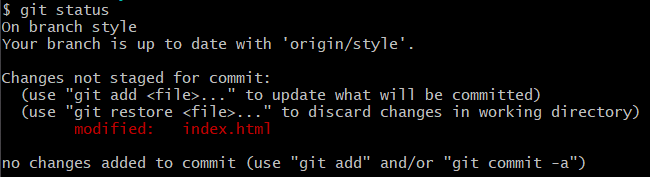 $ git status
On branch style
Your branch is up to date with 'origin/style'.

Changes not staged for commit:
  (use "git add <file>..." to update what will be committed)
  (use "git restore <file>..." to discard changes in working directory)
        modified:   index.html

no changes added to commit (use "git add" and/or "git commit -a")